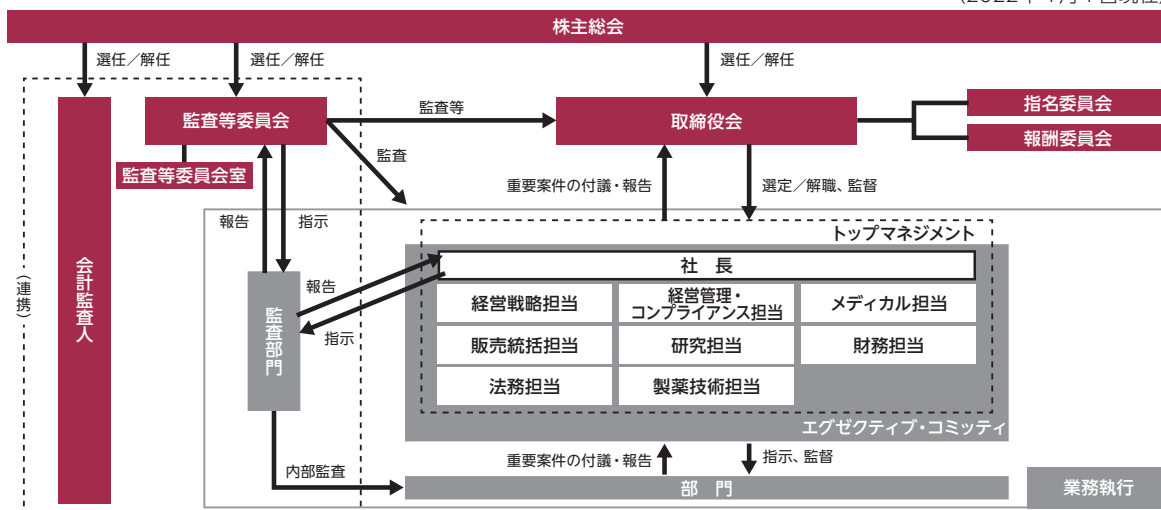 株主総会
選任／解任
選任／解任
選任／解任
監査等委員会
監査等
取締役会
指名委員会
報酬委員会
監査
監査等委員会室
重要案件の付議・報告
選定／解職、監督
報告
指示
トップマネジメント
社 長
（連携）
会計監査人
監査部門
報告
指示
経営戦略担当
経営管理・
コンプライアンス担当
メディカル担当
販売統括担当
研究担当
財務担当
法務担当
製薬技術担当
エグゼクティブ・コミッティ
内部監査
重要案件の付議・報告
指示、監督
部 門
業務執行